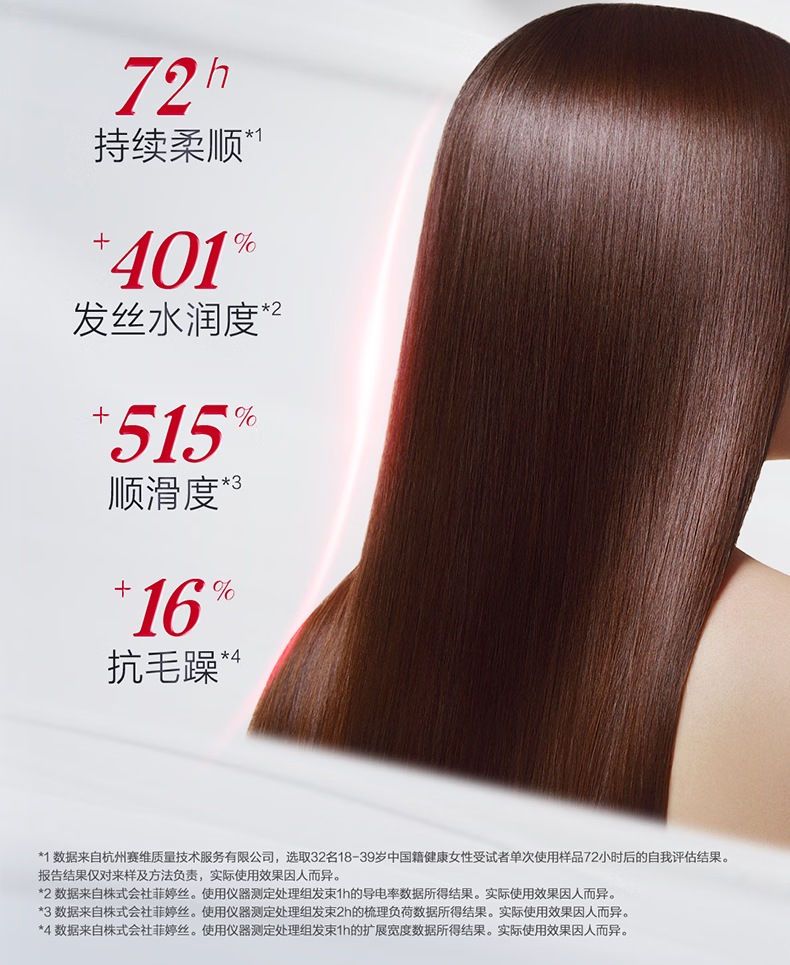 72h
持续柔顺*1
+401%
发丝水润度*2
+515%
顺滑度*3
+16%
抗毛躁*4
*1 数据来自杭州赛维质量技术服务有限公司，选取32名18-39岁中国籍健康女性受试者单次使用样品72小时后的自我评估结果。
报告结果仅对来样及方法负责，实际使用效果因人而异。
*2 数据来自株式会社菲婷丝。使用仪器测定处理组发束1h的导电率数据所得结果。实际使用效果因人而异。
*3 数据来自株式会社菲婷丝。使用仪器测定处理组发束2h的梳理负荷数据所得结果。实际使用效果因人而异。
*4 数据来自株式会社菲婷丝。使用仪器测定处理组发束1h的扩展宽度数据所得结果。实际使用效果因人而异。